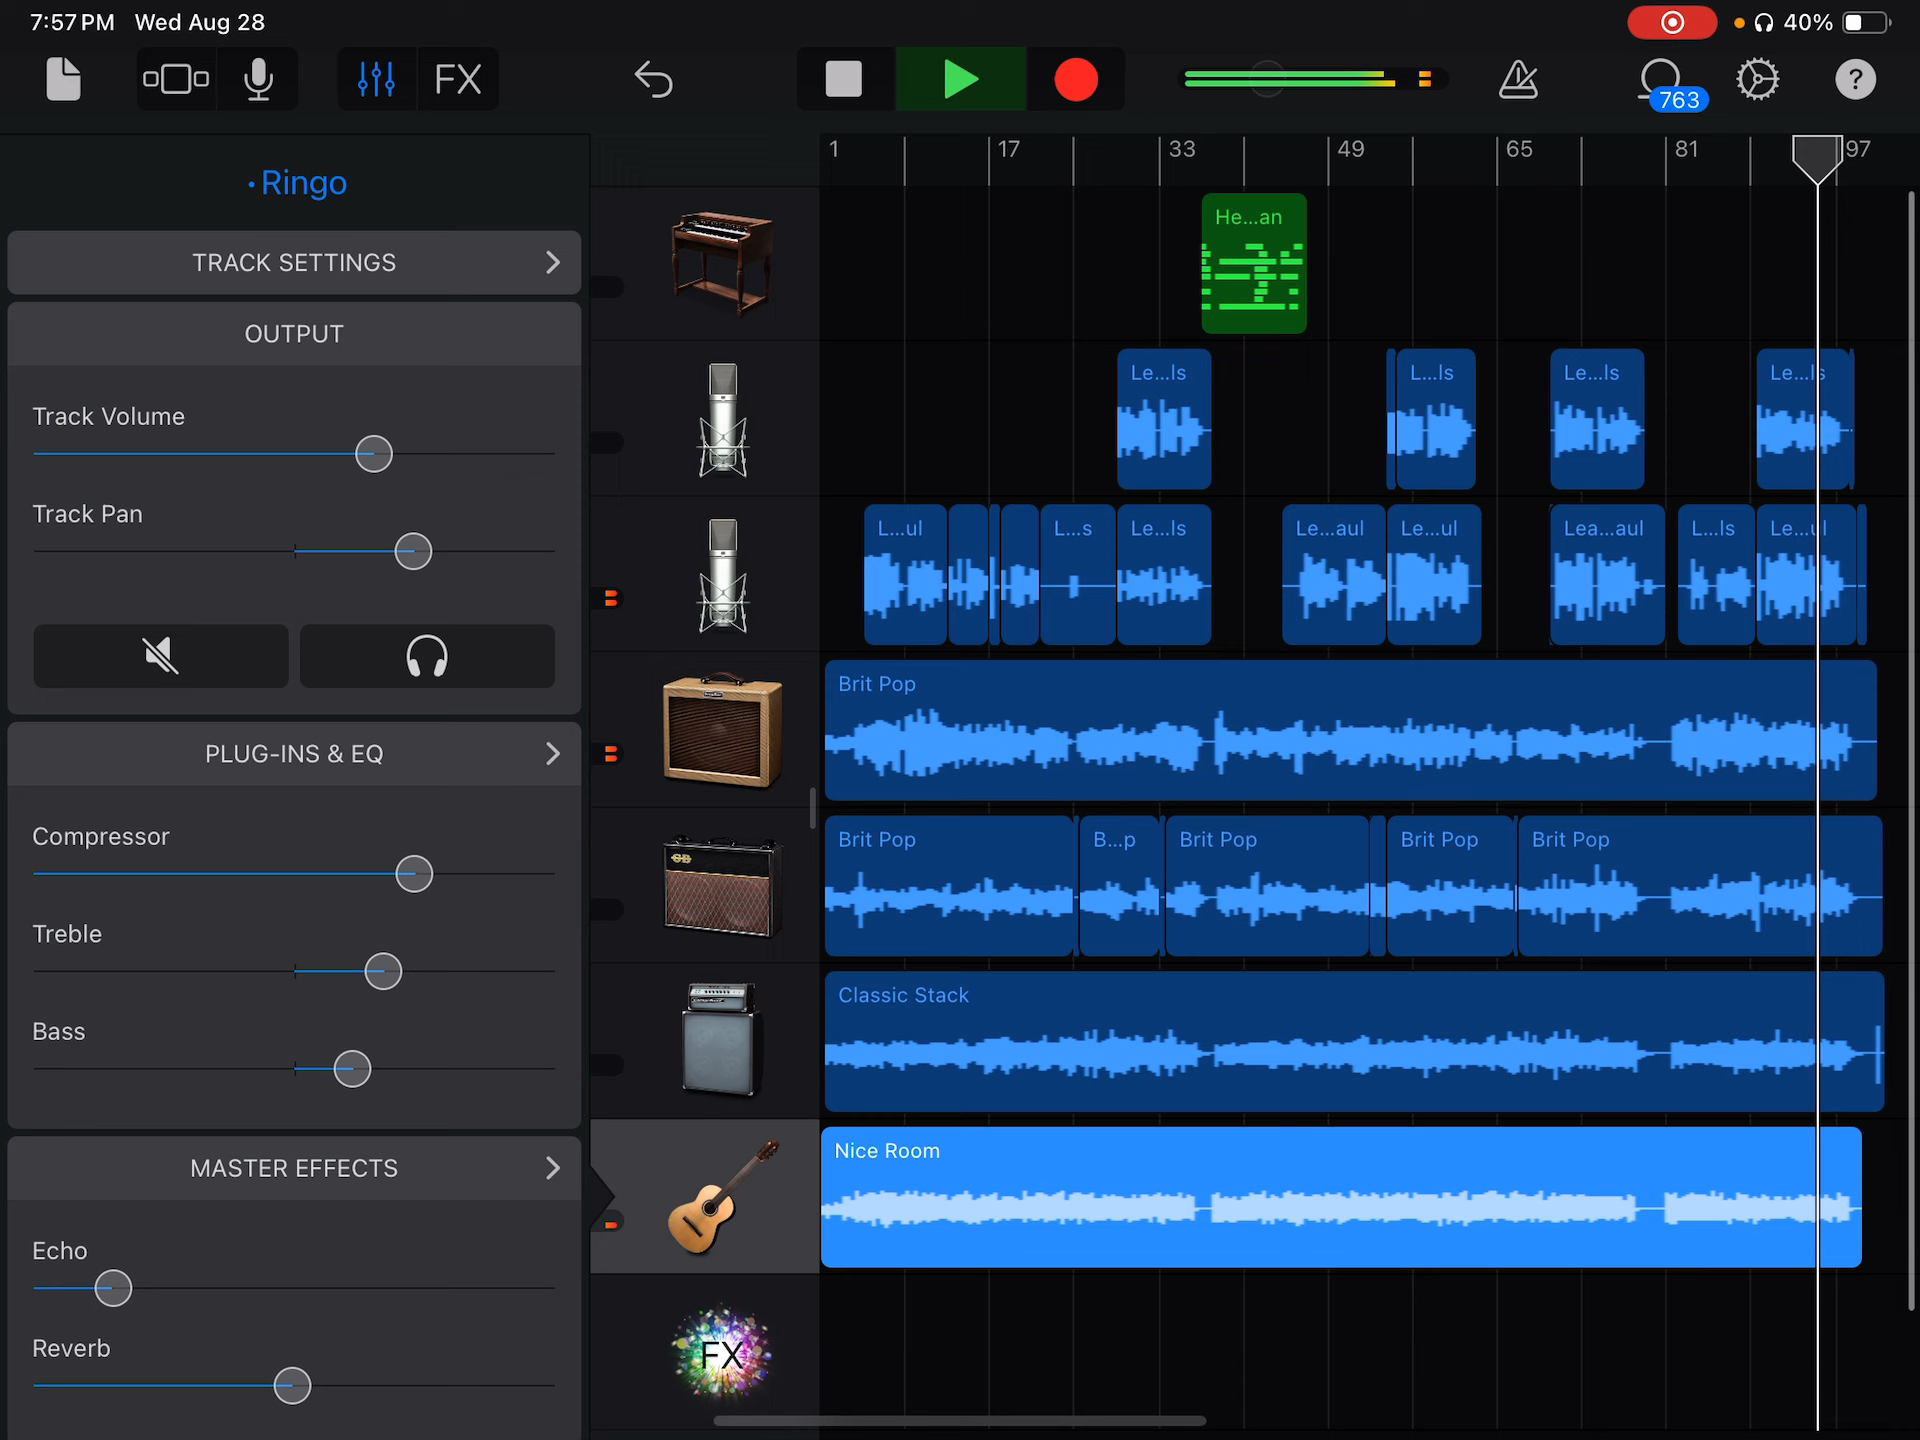 7:57 PM Wed Aug 28
40%
FX
763
?
Ringo
TRACK SETTINGS
OUTPUT
Track Volume
Track Pan
PLUG-INS & EQ
Compressor
Treble
Bass
MASTER EFFECTS
Echo
Reverb
1 17 33 49 65 81 97
He...an
Le...ls L...ls Le...ls Le...ls
L...ul L...s Le...ls Le...aul Le...ul Lea...aul L...ls Le...ul
Brit Pop
GB
Brit Pop B...p Brit Pop Brit Pop Brit Pop
Classic Stack
Nice Room
FX